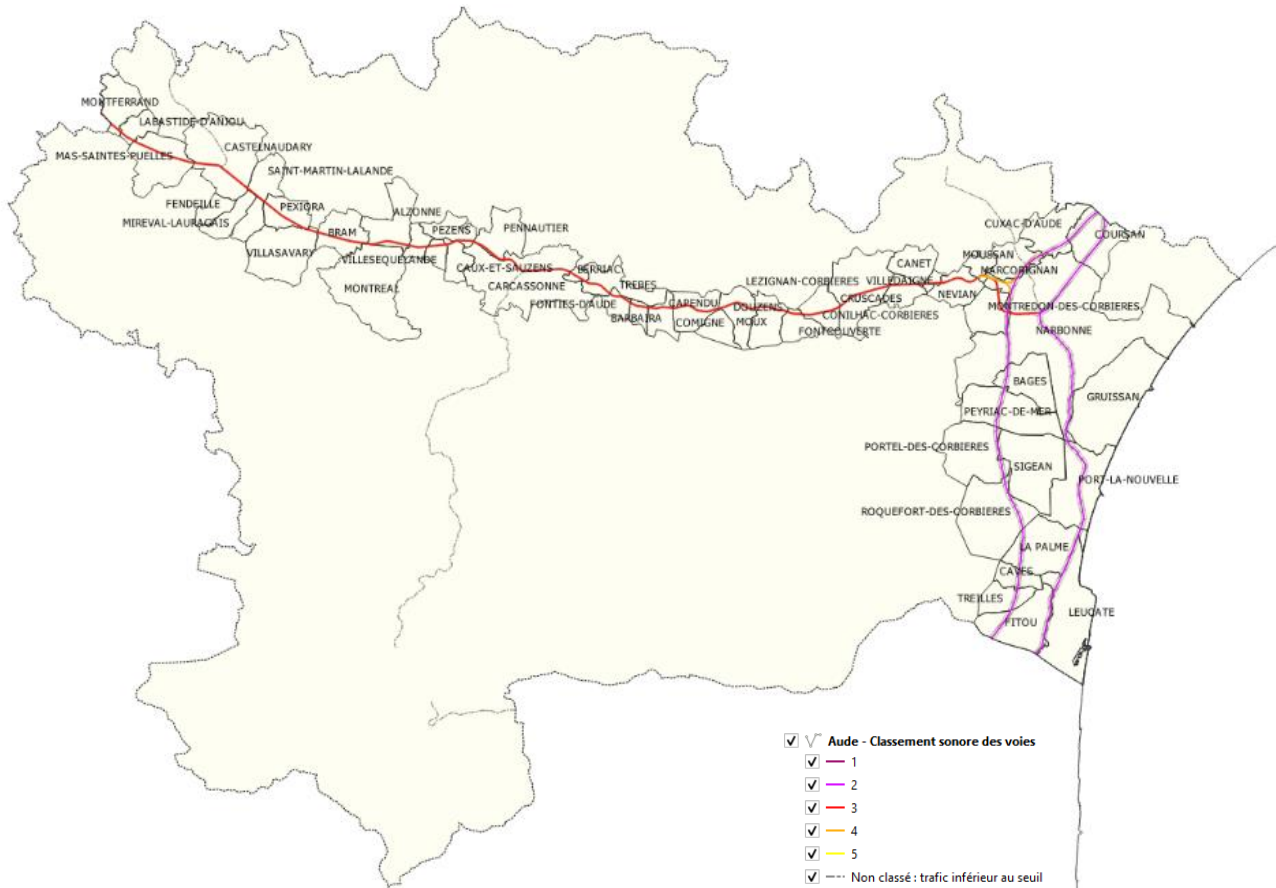 MONTFERRAND
LABASTIDE-D'ANJOU
CASTELNAUDARY
MAS-SAINTES-PUELLES
SAINT-MARTIN-LALANDE
FENDEILLE
PEXIORA
MIREVAL-LAURAGAIS
ALZONNE
BRAM
PEZENS
PENNAUTIER
VILLASAVARY
VILLESEQUELANDE
CAUX-ET-SAUZENS
MONTREAL
CARCASSONNE
BERRIAC
FONTIES-D'AUDE
TREBES
BARBAIRA
CAPENDU
COMIGNE
DOUZENS
MOUX
LEZIGNAN-CORBIERES
CANET
VILLEDAIGNE
CRUSCADES
CONILHAC-CORBIERES
FONTCOUVERTE
NEVIAN
CUXAC-D'AUDE
COURSAN
MOUSSAN
MARCORIGNAN
MONTREDON-DES-CORBIERES
NARBONNE
BAGES
GRUISSAN
PEYRIAC-DE-MER
PORTEL-DES-CORBIERES
SIGEAN
PORT-LA-NOUVELLE
ROQUEFORT-DES-CORBIERES
LA PALME
CAVES
TREILLES
FITOU
LEUCATE
Aude - Classement sonore des voies
1
2
3
4
5
Non classé : trafic inférieur au seuil